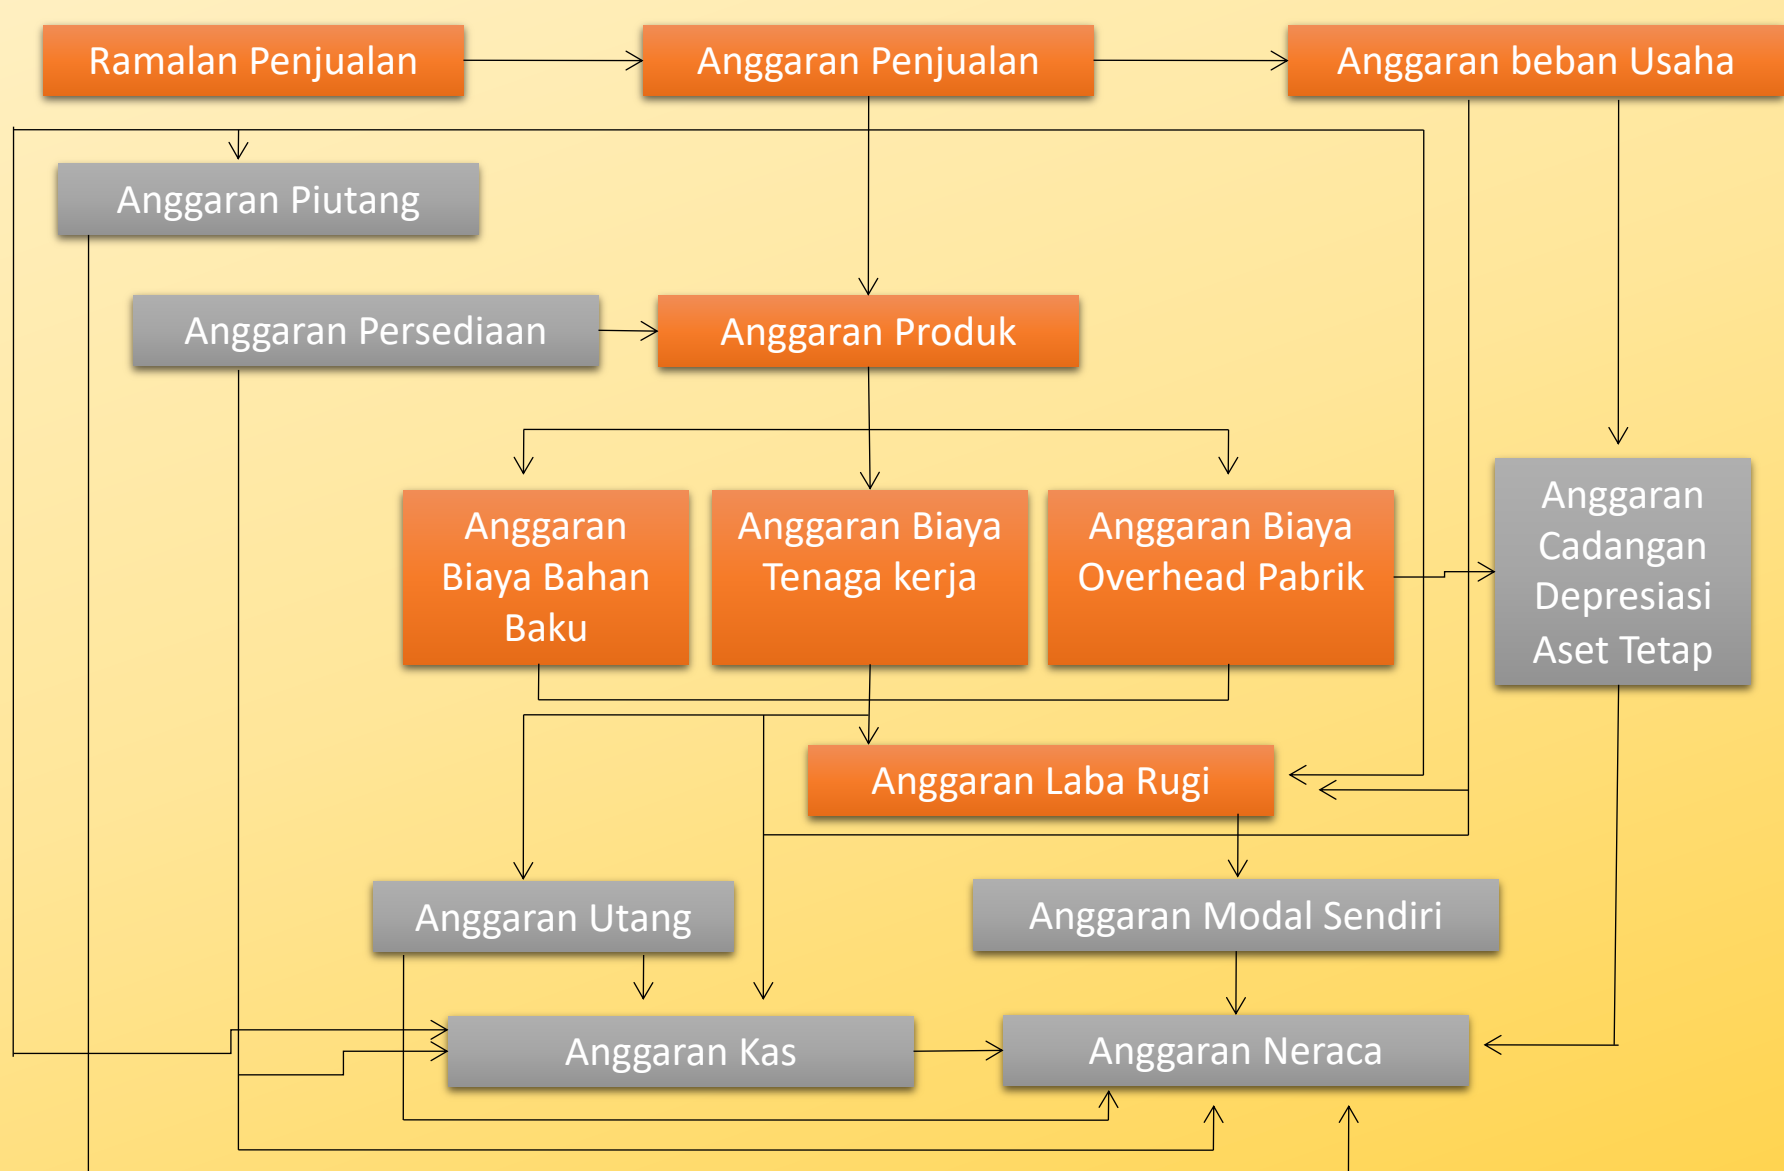 Ramalan Penjualan
Anggaran Penjualan
Anggaran beban Usaha
Anggaran Piutang
Anggaran Persediaan
Anggaran Produk
Anggaran
Biaya Bahan
Baku
Anggaran Biaya
Tenaga kerja
Anggaran Biaya
Overhead Pabrik
Anggaran
Cadangan
Depresiasi
Aset Tetap
Anggaran Laba Rugi
Anggaran Utang
Anggaran Modal Sendiri
Anggaran Kas
Anggaran Neraca